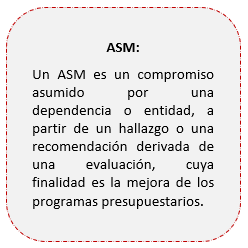 ASM:
Un ASM es un compromiso
asumido por una
dependencia o entidad, a
partir de un hallazgo o una
recomendación derivada de
una evaluación, cuya
finalidad es la mejora de los
programas presupuestarios.